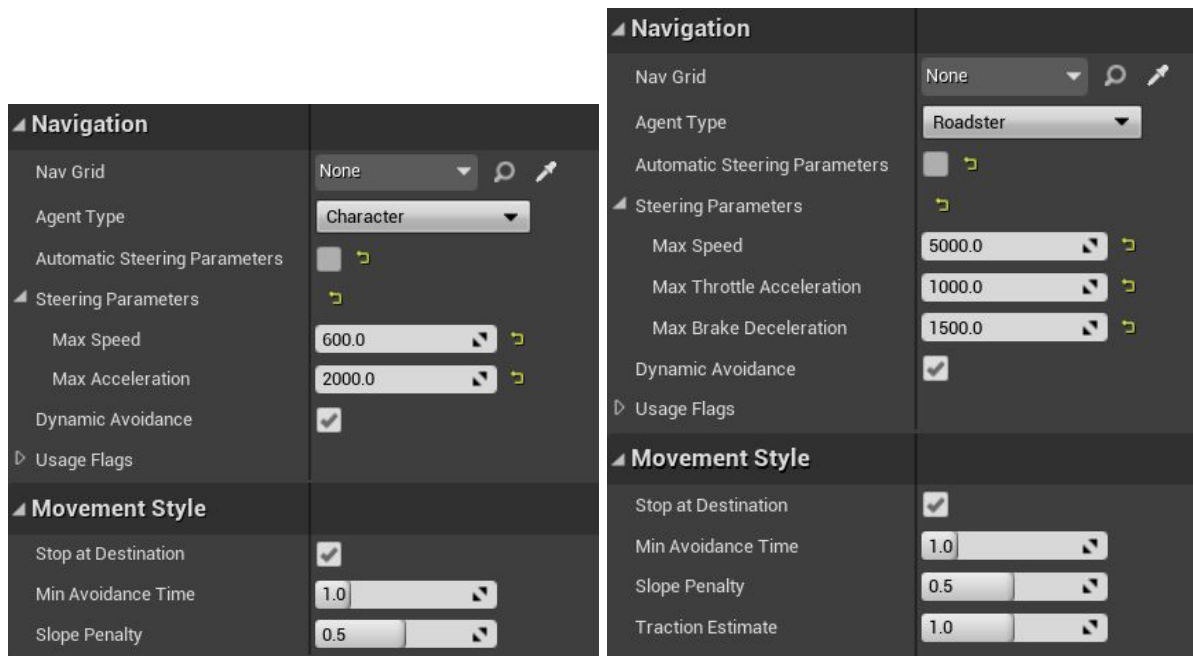 Navigation
Nav Grid None
Agent Type Character
Automatic Steering Parameters
Steering Parameters
Max Speed 600.0
Max Acceleration 2000.0
Dynamic Avoidance
Usage Flags
Movement Style
Stop at Destination
Min Avoidance Time 1.0
Slope Penalty 0.5
Navigation
Nav Grid None
Agent Type Roadster
Automatic Steering Parameters
Steering Parameters
Max Speed 5000.0
Max Throttle Acceleration 1000.0
Max Brake Deceleration 1500.0
Dynamic Avoidance
Usage Flags
Movement Style
Stop at Destination
Min Avoidance Time 1.0
Slope Penalty 0.5
Traction Estimate 1.0